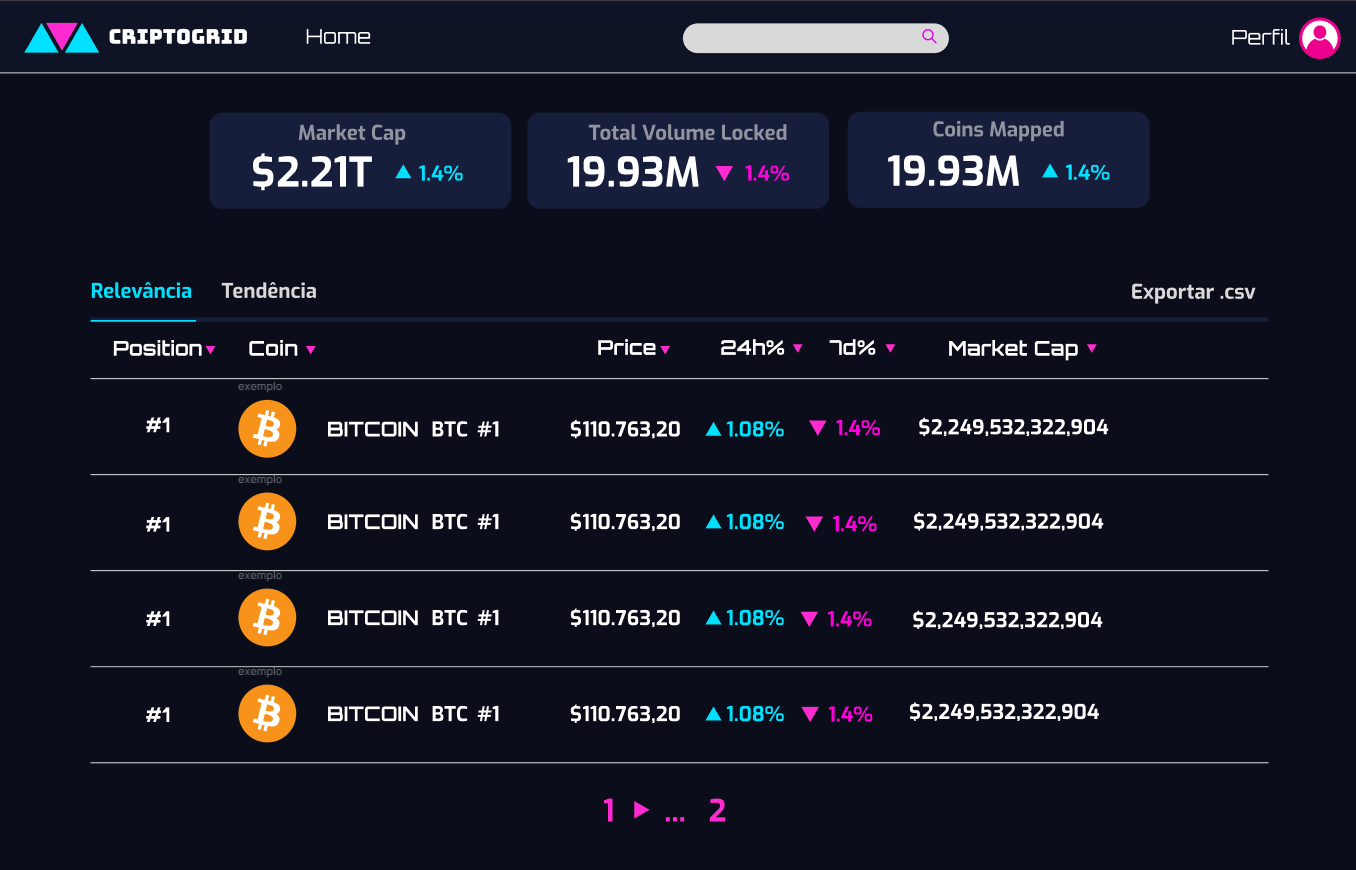 CRIPTOGRID Home Perfil
Market Cap
$2.21T 1.4%
Total Volume Locked
19.93M 1.4%
Coins Mapped
19.93M 1.4%
Relevância Tendência Exportar .csv
Position Coin Price 24h% 7d% Market Cap
exemplo
#1 BITCOIN BTC #1 $110.763,20 1.08% 1.4% $2,249,532,322,904
exemplo
#1 BITCOIN BTC #1 $110.763,20 1.08% 1.4% $2,249,532,322,904
exemplo
#1 BITCOIN BTC #1 $110.763,20 1.08% 1.4% $2,249,532,322,904
exemplo
#1 BITCOIN BTC #1 $110.763,20 1.08% 1.4% $2,249,532,322,904
1 ... 2